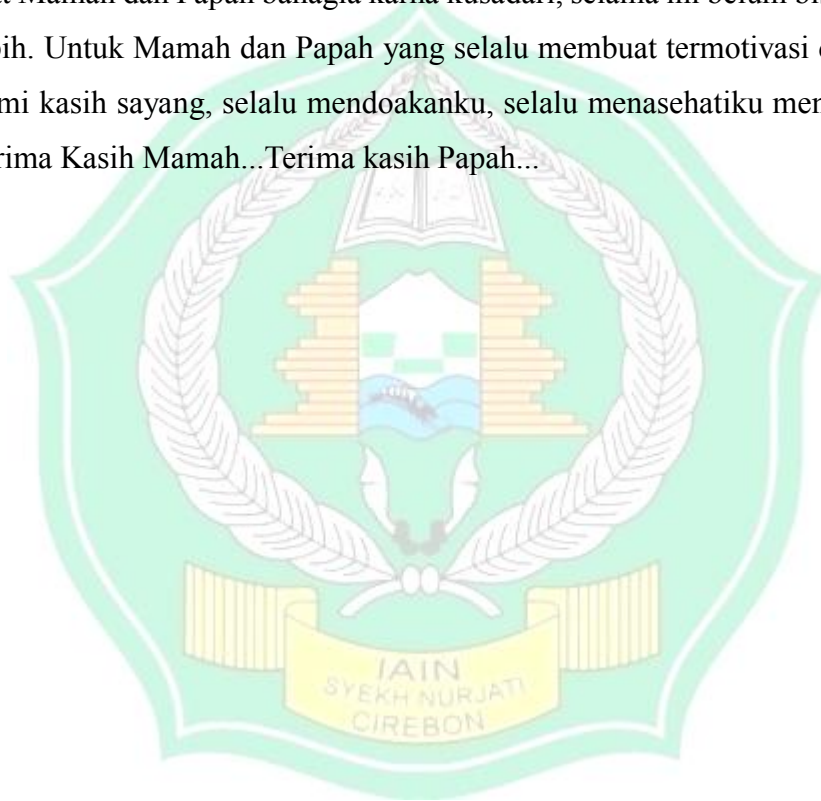 Mamah dan Papah bahagia karna kusadari, selama ini belum
Untuk Mamah dan Papah yang selalu membuat termotivasi
kasih sayang, selalu mendoakanku, selalu menasehatiku
Kasih Mamah...Terima kasih Papah...
IAIN
SYEKH NURJATI
CIREBON